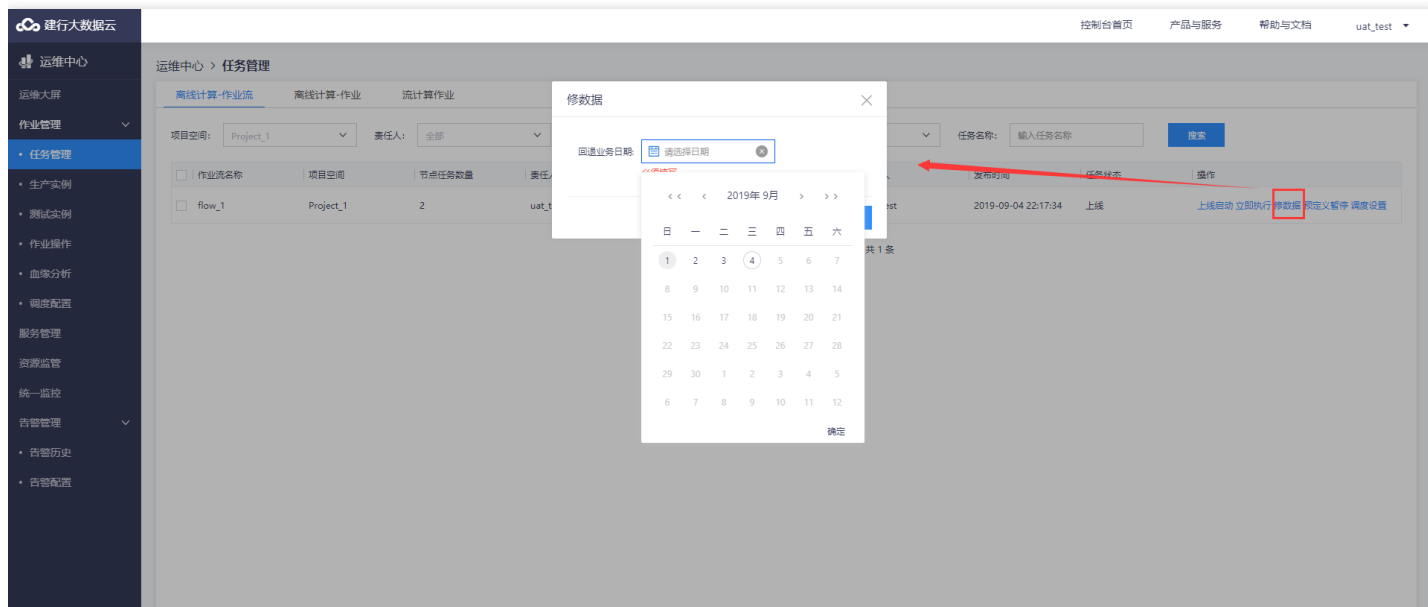 建行大数据云
控制台首页 产品与服务 帮助与文档 uat_test
运维中心
运维大屏
作业管理
• 任务管理
• 生产实例
• 测试实例
• 作业操作
• 血缘分析
• 调度配置
服务管理
资源监管
统一监控
告警管理
• 告警历史
• 告警配置
运维中心 > 任务管理
离线计算-作业流 离线计算-作业 流计算作业
项目空间: Project_1 责任人: 全部 任务名称: 输入任务名称 搜索
作业流名称 项目空间 节点任务数量 责任 发布时间 任务状态 操作
flow_1 Project_1 2 uat_t est 2019-09-04 22:17:34 上线 上线启动 立即执行 修数据 预定义暂停 调度设置
共 1 条
修数据
回退业务日期: 请选择日期
必须填写
<< < 2019年 9月 > >>
日 一 二 三 四 五 六
1 2 3 4 5 6 7
8 9 10 11 12 13 14
15 16 17 18 19 20 21
22 23 24 25 26 27 28
29 30 1 2 3 4 5
6 7 8 9 10 11 12
确定